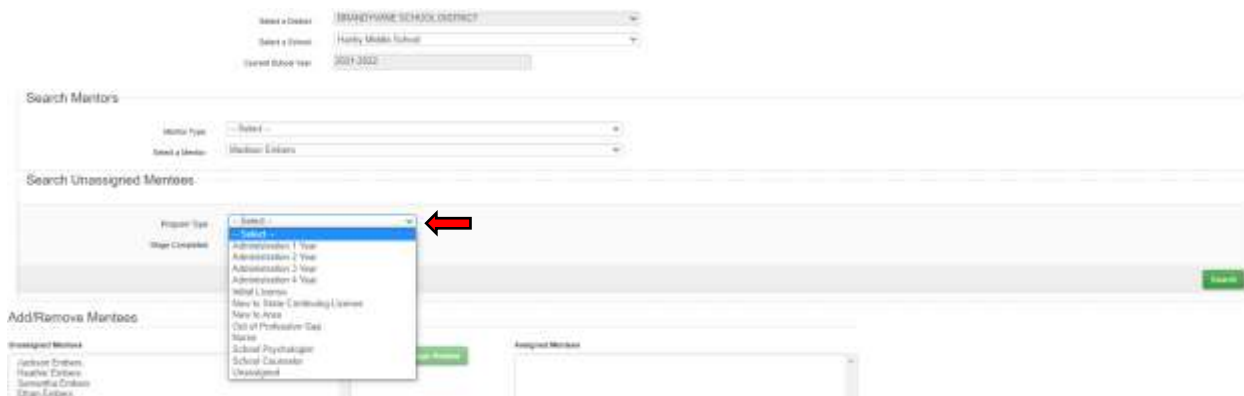 Select a District BRANDYWINE SCHOOL DISTRICT
Select a School Hanby Middle School
Current School Year 2021-2022
Search Mentors
Mentor Type -- Select --
Select a Mentor Madison Embers
Search Unassigned Mentees
Program Type -- Select --
-- Select --
Stage Completed
Administration 1 Year
Administration 2 Year
Administration 3 Year
Administration 4 Year
Initial License
New to State Continuing License
New to Area
Out of Profession Gap
Nurse
School Psychologist
School Counselor
Unassigned
Search
Add/Remove Mentees
Unassigned Mentees
Assigned Mentees
Jackson Embers
Heather Embers
Samantha Embers
Ethan Embers